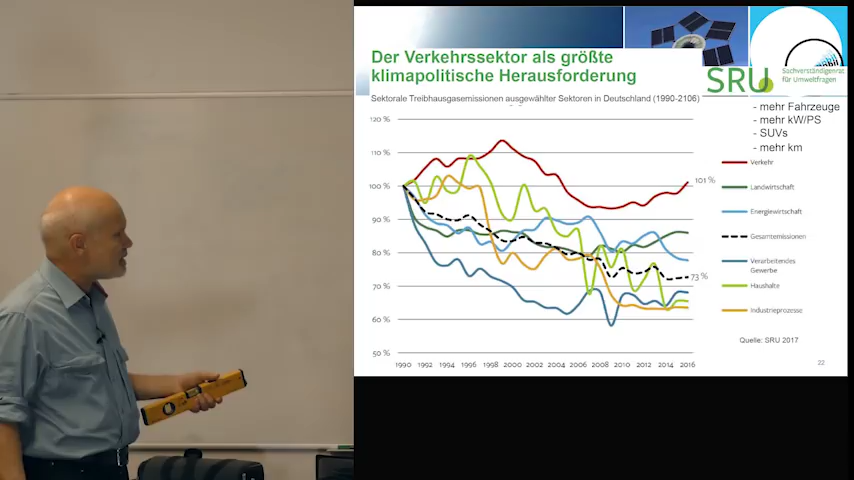 Der Verkehrssektor als größte
klimapolitische Herausforderung
SRU
Sachverständigenrat
für Umweltfragen
Sektorale Treibhausgasemissionen ausgewählter Sektoren in Deutschland (1990-2106)
- mehr Fahrzeuge
- mehr kW/PS
- SUVs
- mehr km
120 %
110 %
100 %
90 %
80 %
70 %
60 %
50 %
1990 1992 1994 1996 1998 2000 2002 2004 2006 2008 2010 2012 2014 2016
101 %
73 %
Verkehr
Landwirtschaft
Energiewirtschaft
Gesamtemissionen
Verarbeitendes
Gewerbe
Haushalte
Industrieprozesse
Quelle: SRU 2017
22